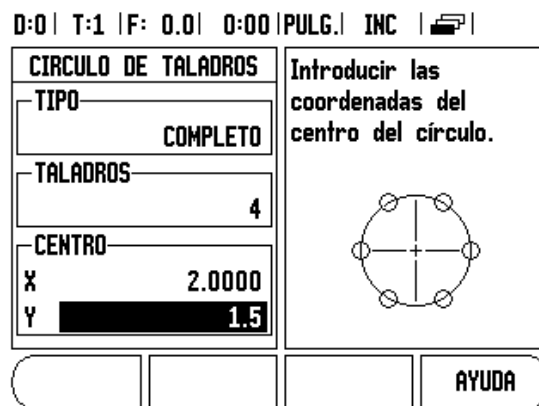 D:0 | T:1 | F: 0.0 | 0:00 | PULG. | INC
CIRCULO DE TALADROS
TIPO
COMPLETO
TALADROS
4
CENTRO
X 2.0000
Y 1.5
Introducir las
coordenadas del
centro del círculo.
AYUDA